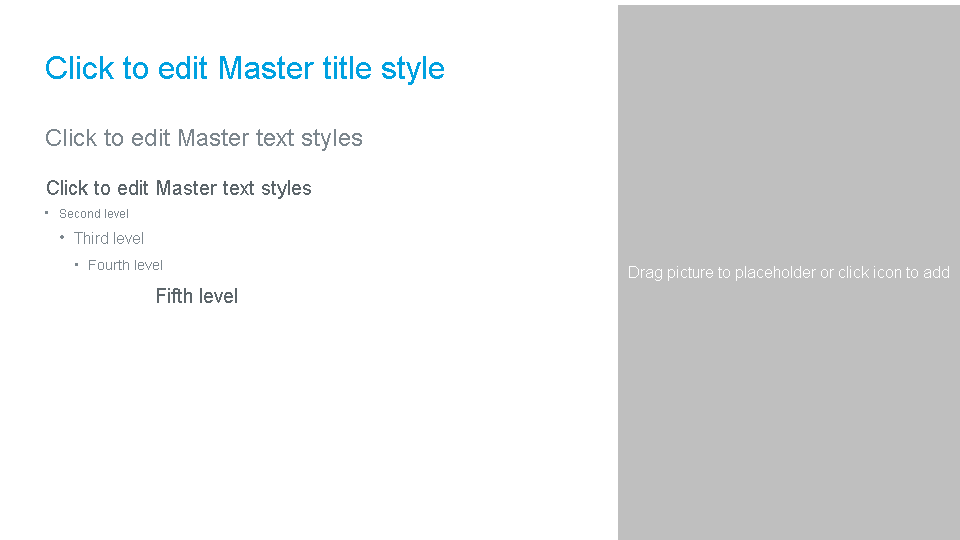 Click to edit Master title style
Click to edit Master text styles
Click to edit Master text styles
• Second level
• Third level
• Fourth level
Fifth level
Drag picture to placeholder or click icon to add